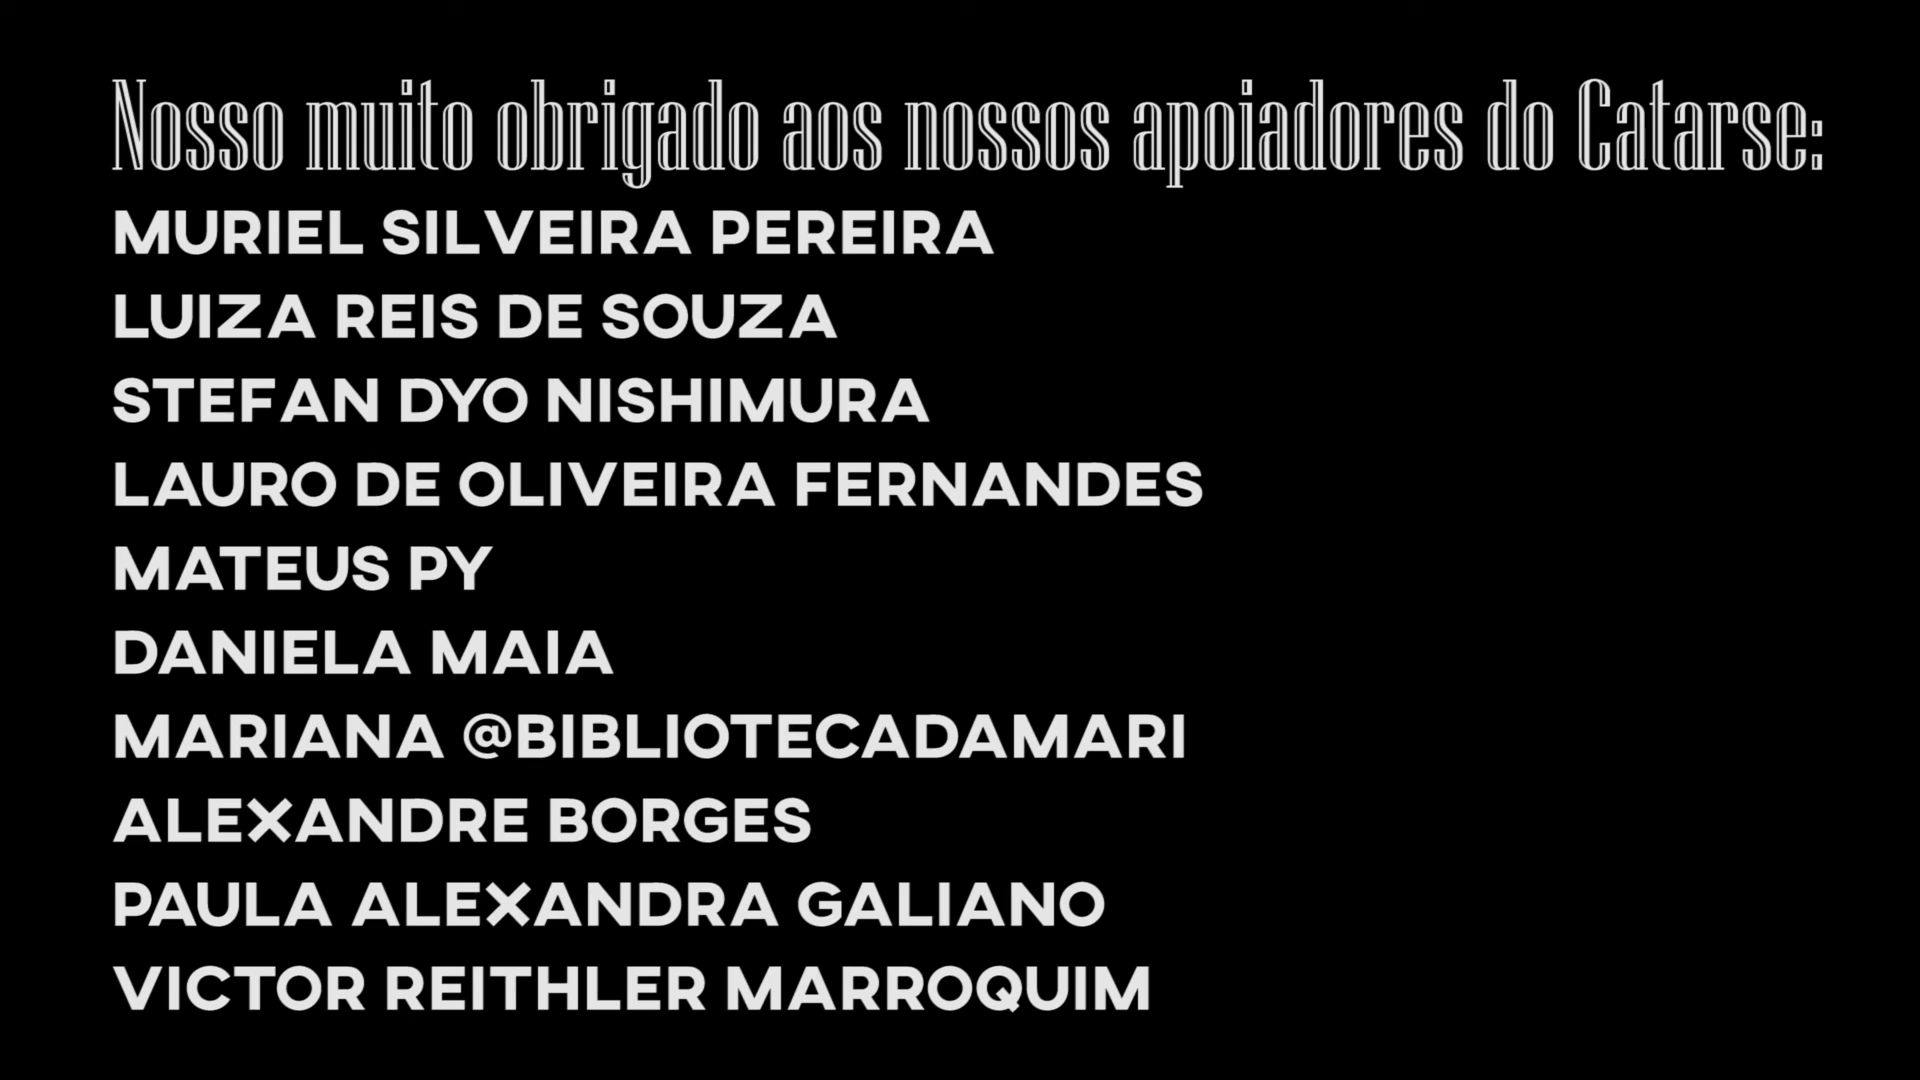 Nosso muito obrigado aos nossos apoiadores do Catarse:
MURIEL SILVEIRA PEREIRA
LUIZA REIS DE SOUZA
STEFAN DYO NISHIMURA
LAURO DE OLIVEIRA FERNANDES
MATEUS PY
DANIELA MAIA
MARIANA @BIBLIOTECADAMARI
ALEXANDRE BORGES
PAULA ALEXANDRA GALIANO
VICTOR REITHLER MARROQUIM